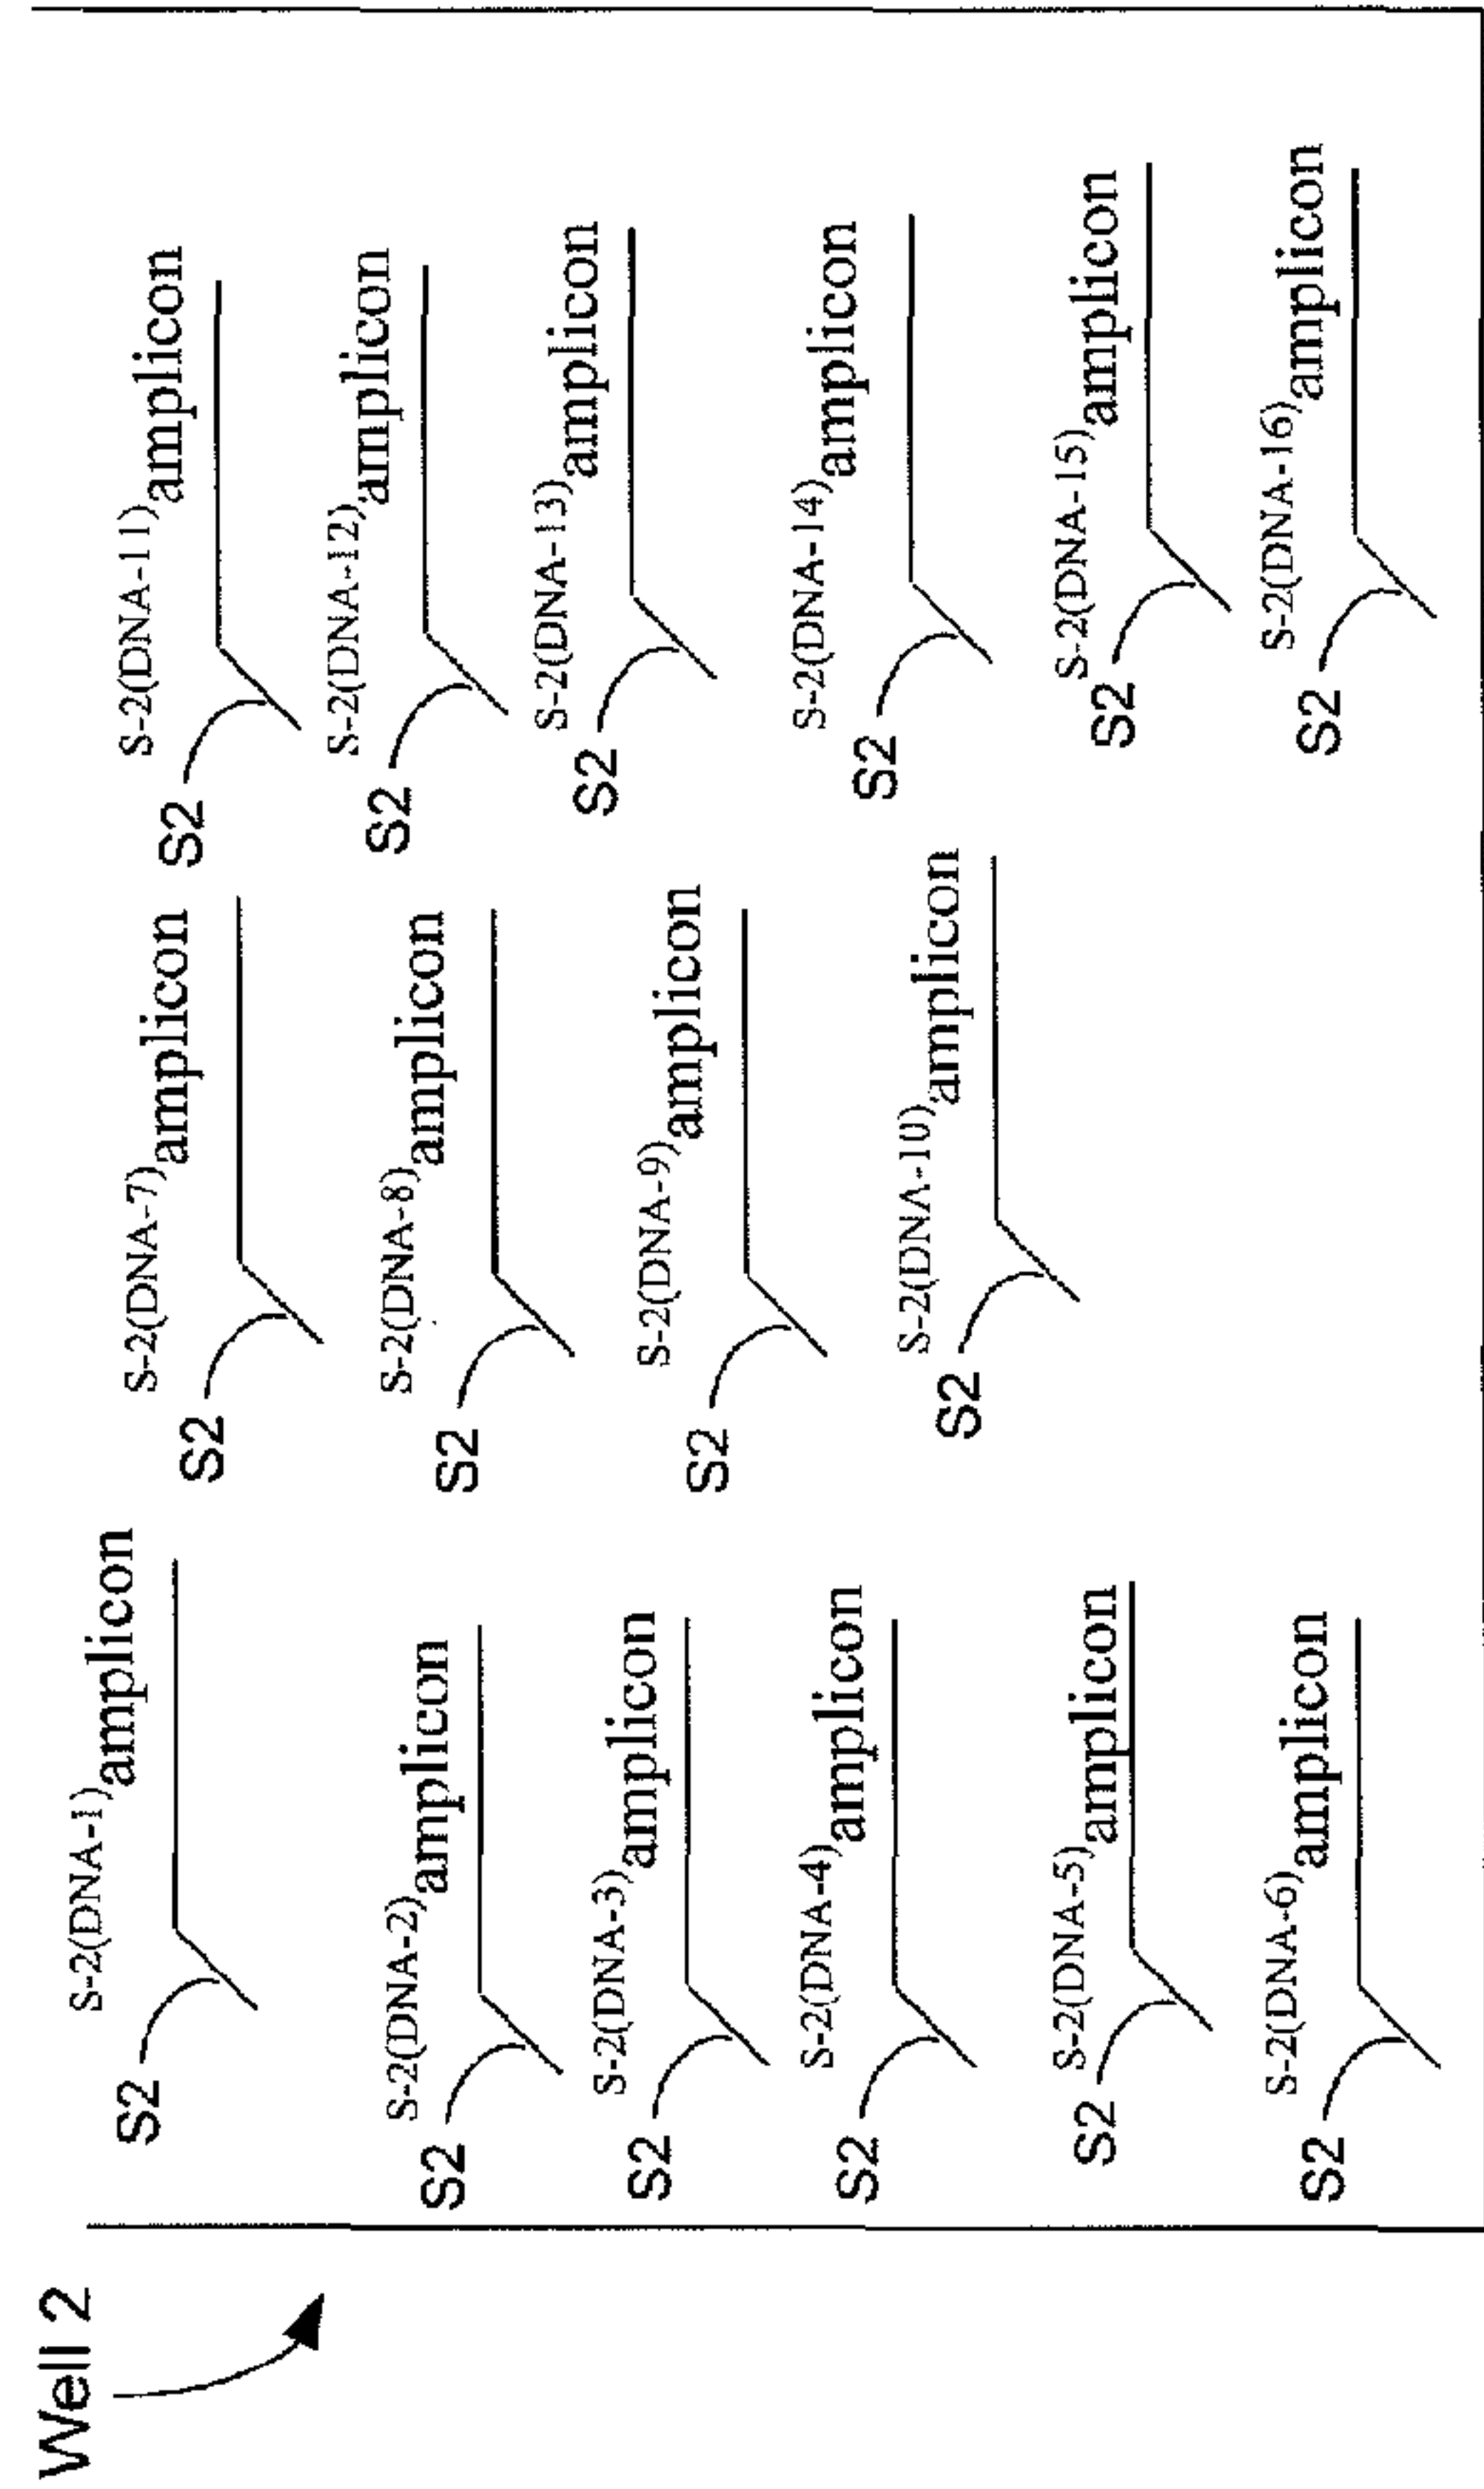 Well 2
S-2(DNA-1)amplicon
S2
S-2(DNA-2)amplicon
S2
S-2(DNA-3)amplicon
S2
S-2(DNA-4)amplicon
S2
S-2(DNA-5)amplicon
S2
S-2(DNA-6)amplicon
S2
S-2(DNA-7)amplicon
S2
S-2(DNA-8)amplicon
S2
S-2(DNA-9)amplicon
S2
S-2(DNA-10)amplicon
S2
S-2(DNA-11)amplicon
S2
S-2(DNA-12)amplicon
S2
S-2(DNA-13)amplicon
S2
S-2(DNA-14)amplicon
S2
S-2(DNA-15)amplicon
S2
S-2(DNA-16)amplicon
S2